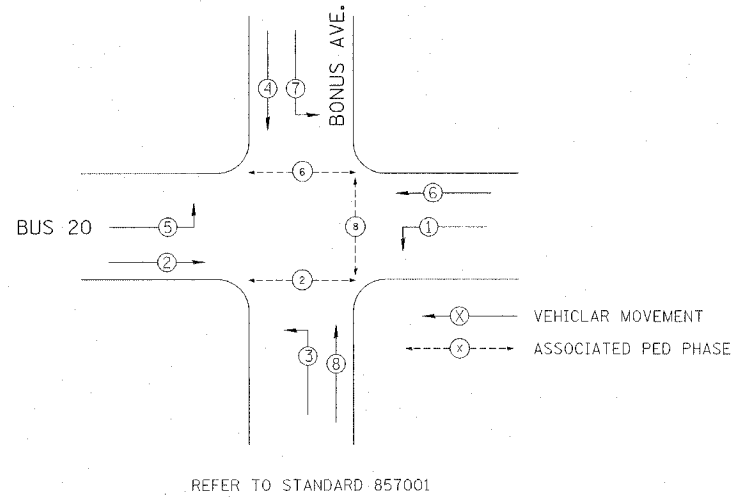 BONUS AVE.
4
7
6
6
BUS 20
5
8
1
2
2
X VEHICLAR MOVEMENT
3
8
X ASSOCIATED PED PHASE
REFER TO STANDARD 857001